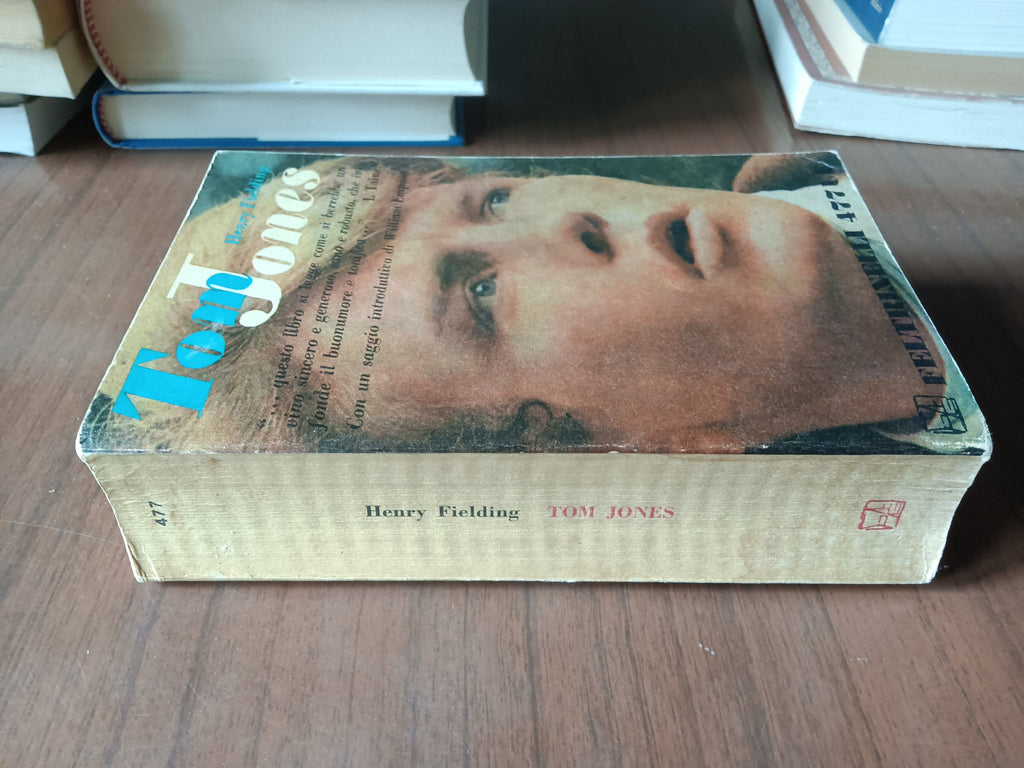 Henry Fielding
Tom
Jones
“... questo libro si legge come si berrebbe un
vino sincero e generoso, sano e robusto, che in-
fonde il buonumore e tonifica...” I. Taine
Con un saggio introduttivo di William Empson
FELTRINELLI 477
477 Henry Fielding TOM JONES